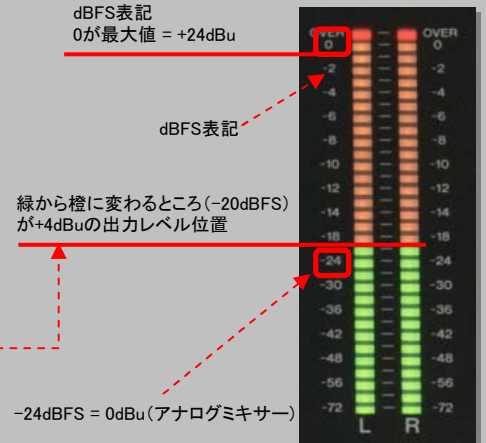 dBFS表記
0が最大値 = +24dBu
dBFS表記
緑から橙に変わるところ(-20dBFS)
が+4dBuの出力レベル位置
-24dBFS = 0dBu(アナログミキサー)
OVER OVER
0 0
-2 -2
-4 -4
-6 -6
-8 -8
-10 -10
-12 -12
-14 -14
-18 -18
-24 -24
-30 -30
-36 -36
-42 -42
-48 -48
-56 -56
-72 -72
L R